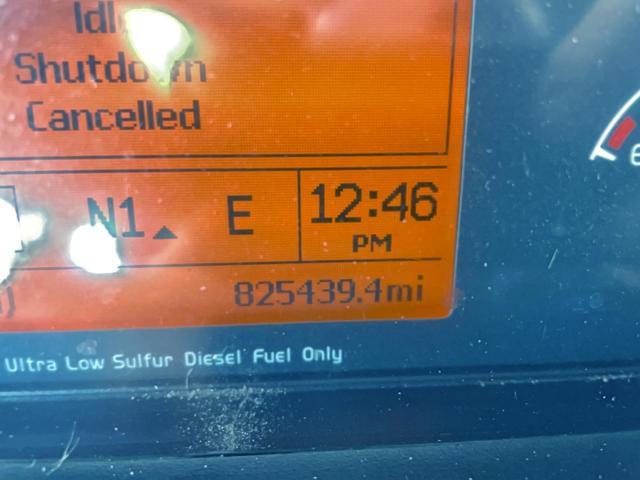 Shutdown
Cancelled
N1 ▲ E 12:46
PM
825439.4mi
Ultra Low Sulfur Diesel Fuel Only